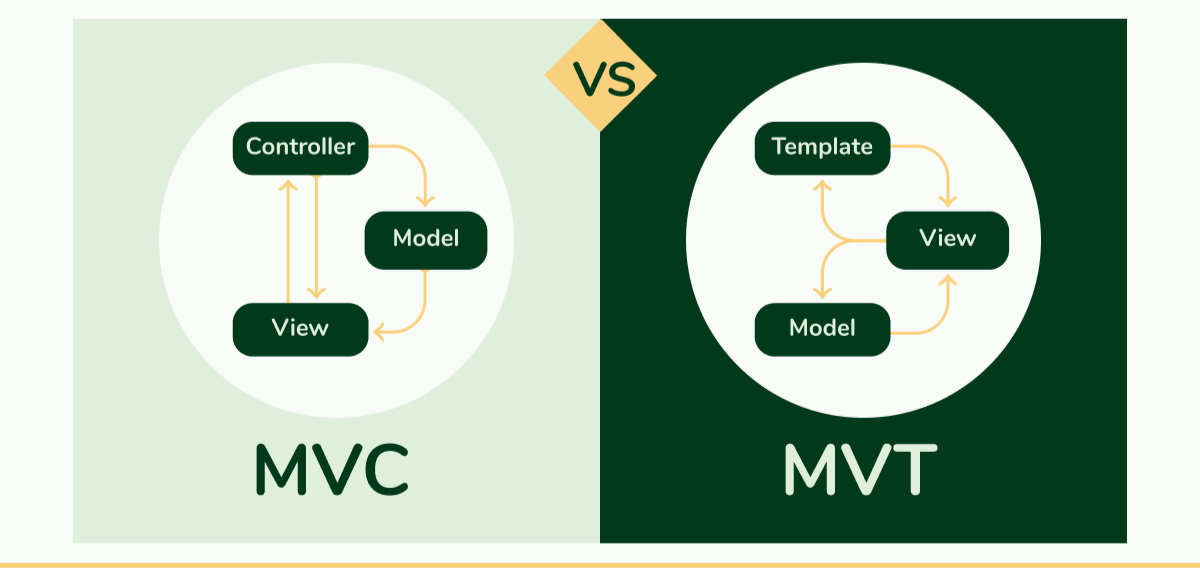 VS
Controller
Model
View
MVC
Template
View
Model
MVT